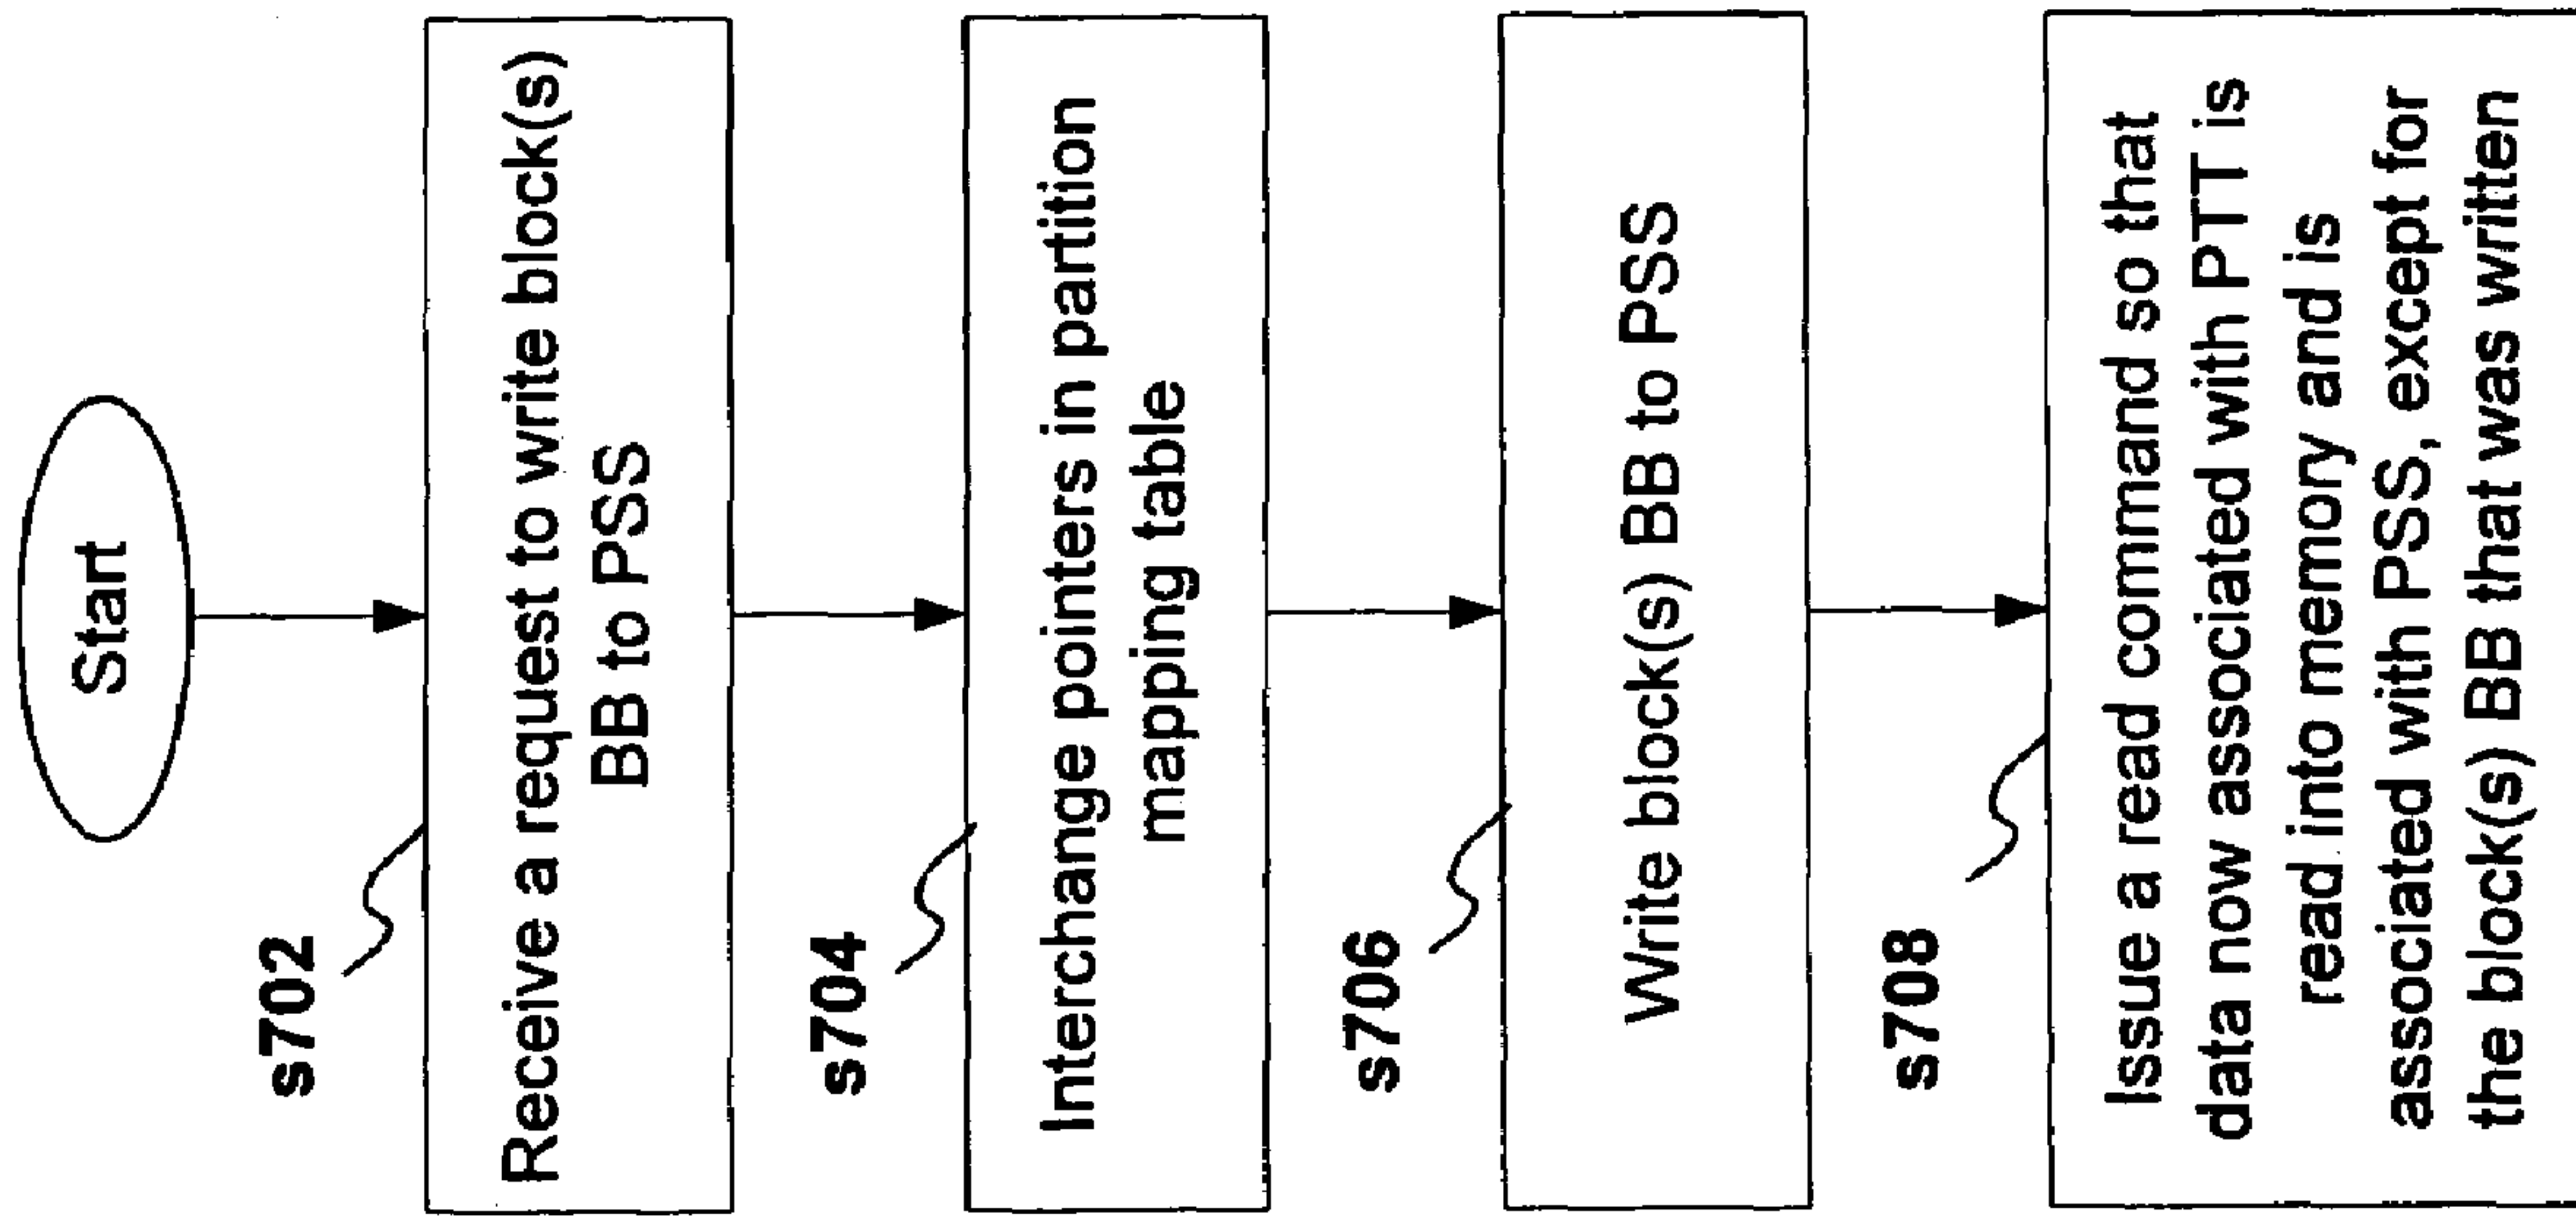 Start
s702
Receive a request to write block(s)
BB to PSS
s704
Interchange pointers in partition
mapping table
s706
Write block(s) BB to PSS
s708
Issue a read command so that
data now associated with PTT is
read into memory and is
associated with PSS, except for
the block(s) BB that was written